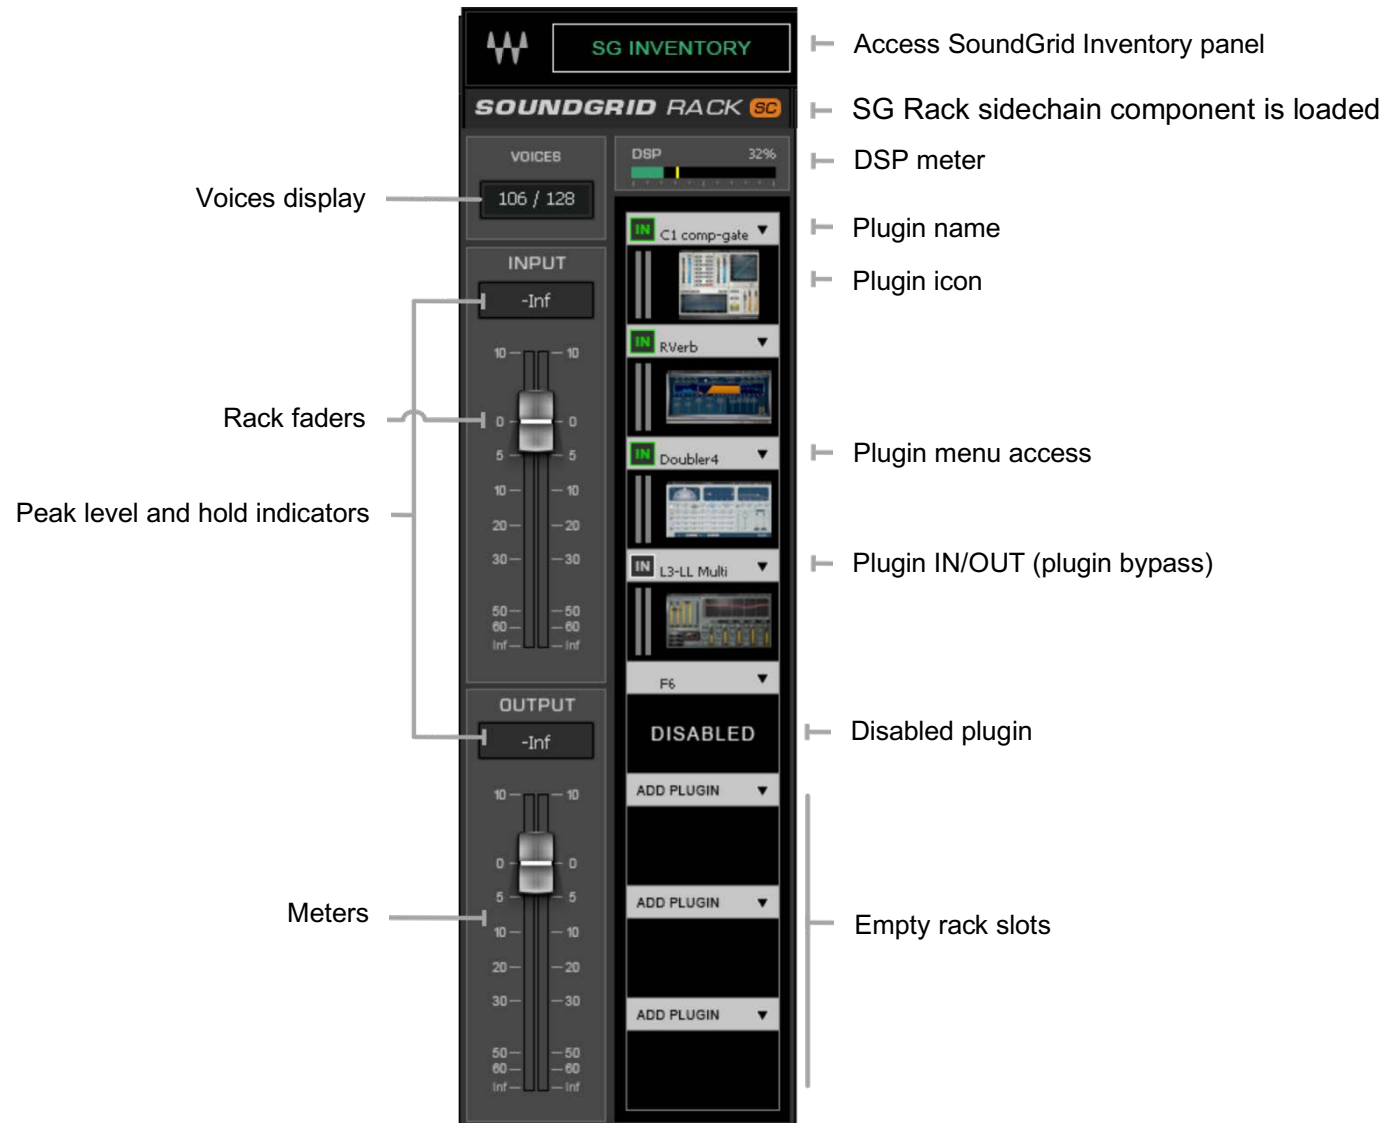 SG INVENTORY
Access SoundGrid Inventory panel
SOUNDGRID RACK SC
SG Rack sidechain component is loaded
VOICES
DSP 32%
DSP meter
Voices display
106 / 128
IN C1 comp-gate
Plugin name
INPUT
Plugin icon
-Inf
IN RVerb
10 10
Rack faders
0 0
IN Doubler4
Plugin menu access
5 5
10 10
Peak level and hold indicators
20 20
30 30
IN L3-LL Multi
Plugin IN/OUT (plugin bypass)
50 50
60 60
Inf Inf
F6
OUTPUT
-Inf
DISABLED
Disabled plugin
10 10
ADD PLUGIN
0 0
5 5
ADD PLUGIN
Meters
Empty rack slots
10 10
20 20
30 30
ADD PLUGIN
50 50
60 60
Inf Inf